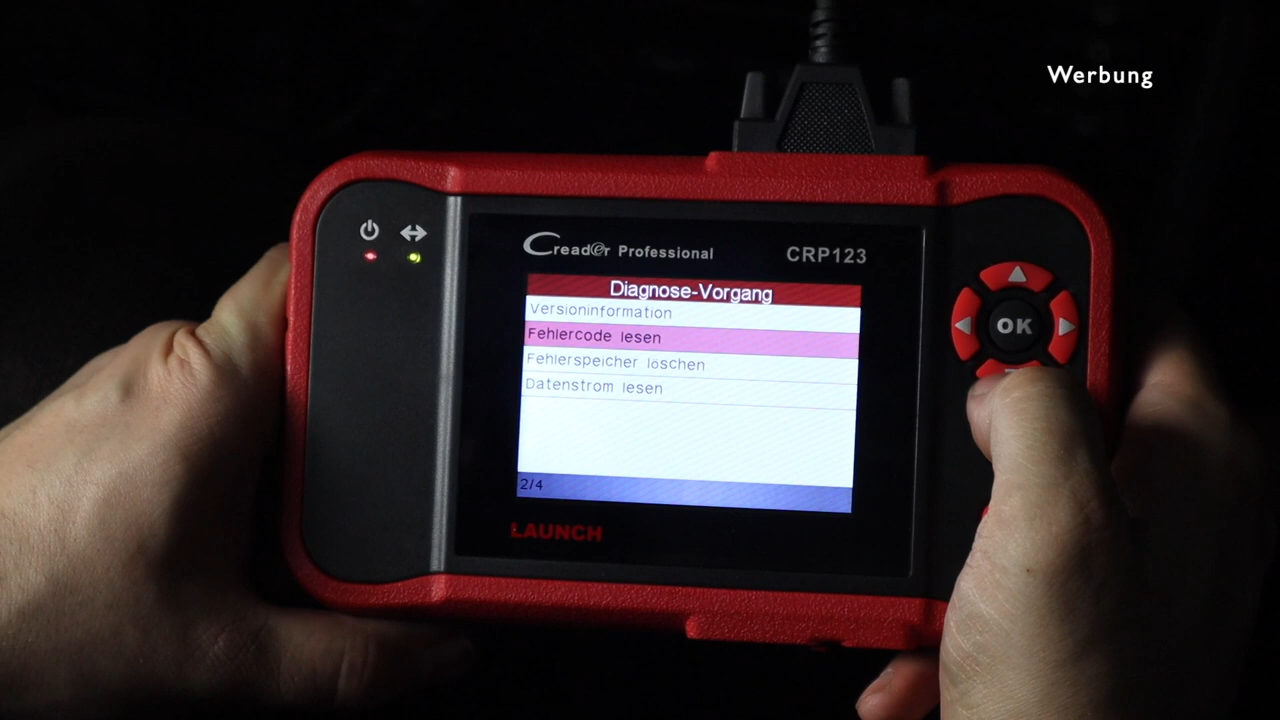 Werbung
Creader Professional CRP123
Diagnose-Vorgang
Versioninformation
Fehlercode lesen
Fehlerspeicher löschen
Datenstrom lesen
2/4
LAUNCH
OK